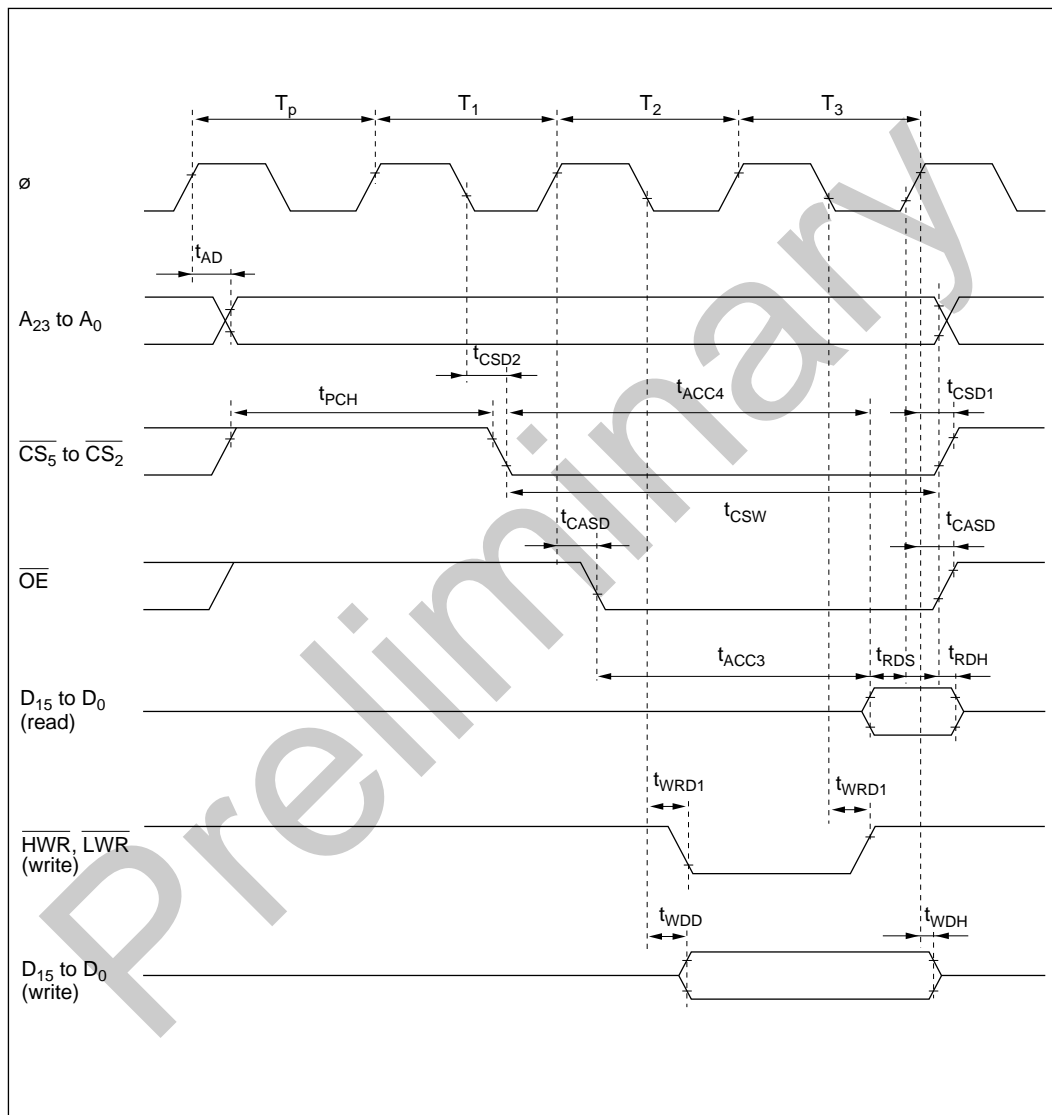 Tp T1 T2 T3
ø
tAD
A23 to A0
tCSD2
tPCH tACC4 tCSD1
CS5 to CS2
tCSW
tCASD tCASD
OE
tACC3 tRDS tRDH
D15 to D0
(read)
tWRD1 tWRD1
HWR, LWR
(write)
tWDD tWDH
D15 to D0
(write)
Preliminary